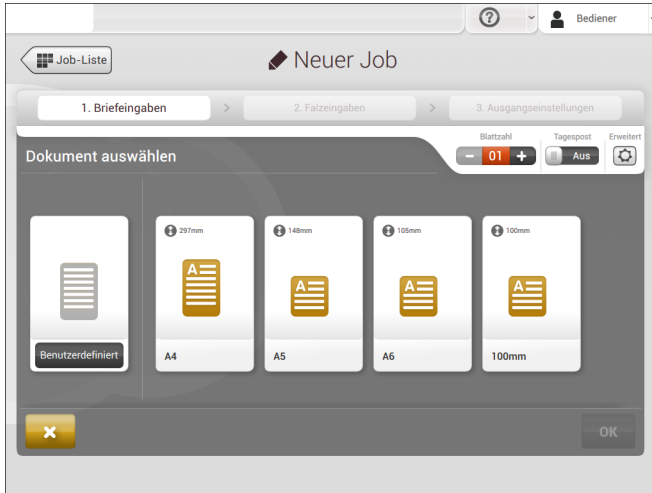 Bediener
Job-Liste
Neuer Job
1. Briefeingaben > 2. Falzeingaben > 3. Ausgangseinstellungen
Blattzahl Tagespost Erweitert
Dokument auswählen
- 01 + Aus
297mm 148mm 105mm 100mm
A A A A
Benutzerdefiniert A4 A5 A6 100mm
OK